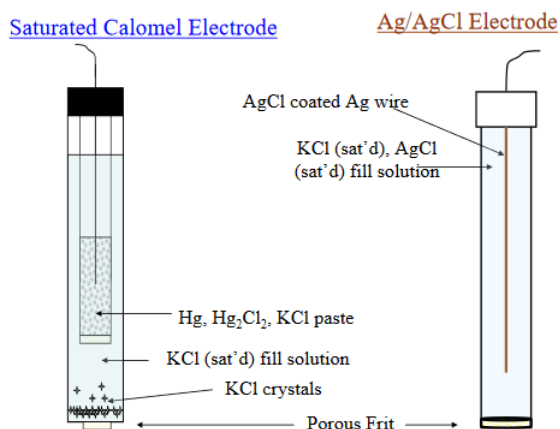 Saturated Calomel Electrode
Ag/AgCl Electrode
AgCl coated Ag wire
KCl (sat'd), AgCl
(sat'd) fill solution
Hg, Hg₂Cl₂, KCl paste
KCl (sat'd) fill solution
KCl crystals
Porous Frit